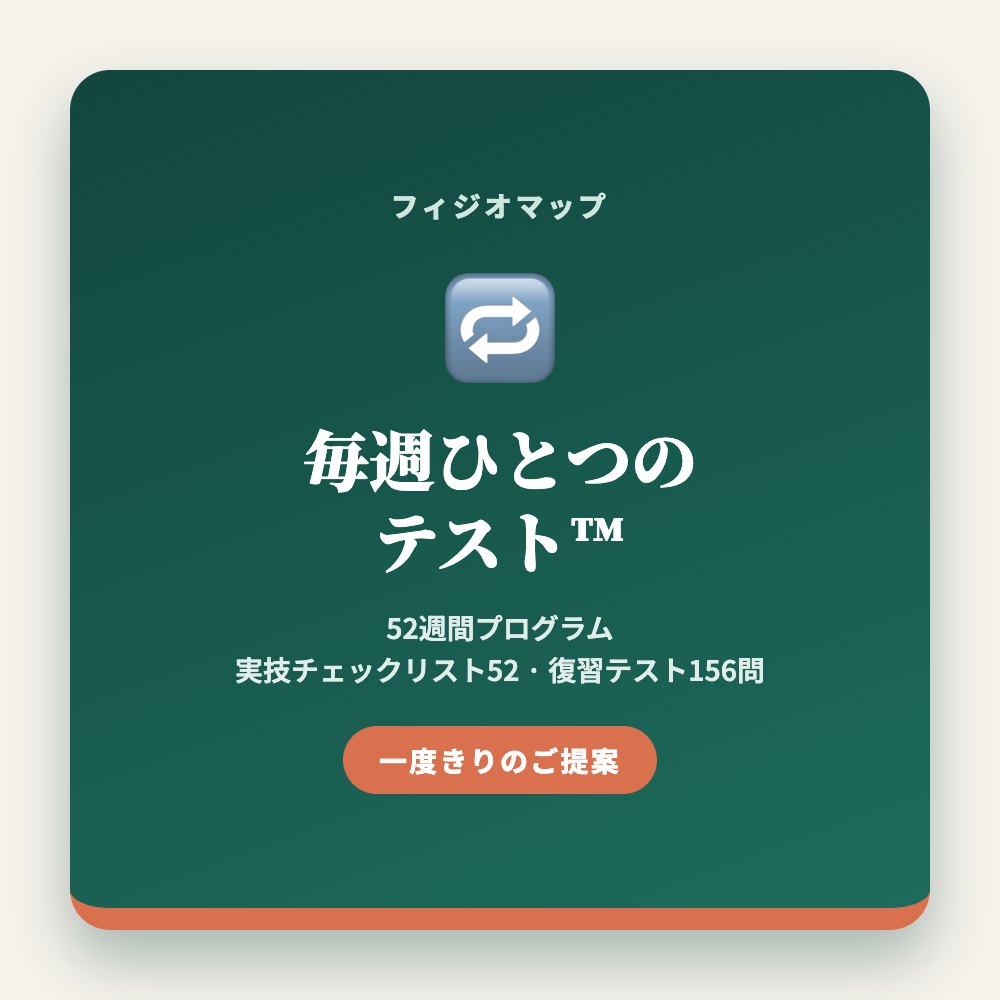 フィジオマップ
毎週ひとつの
テスト™
52週間プログラム
実技チェックリスト52 · 復習テスト156問
一度きりのご提案